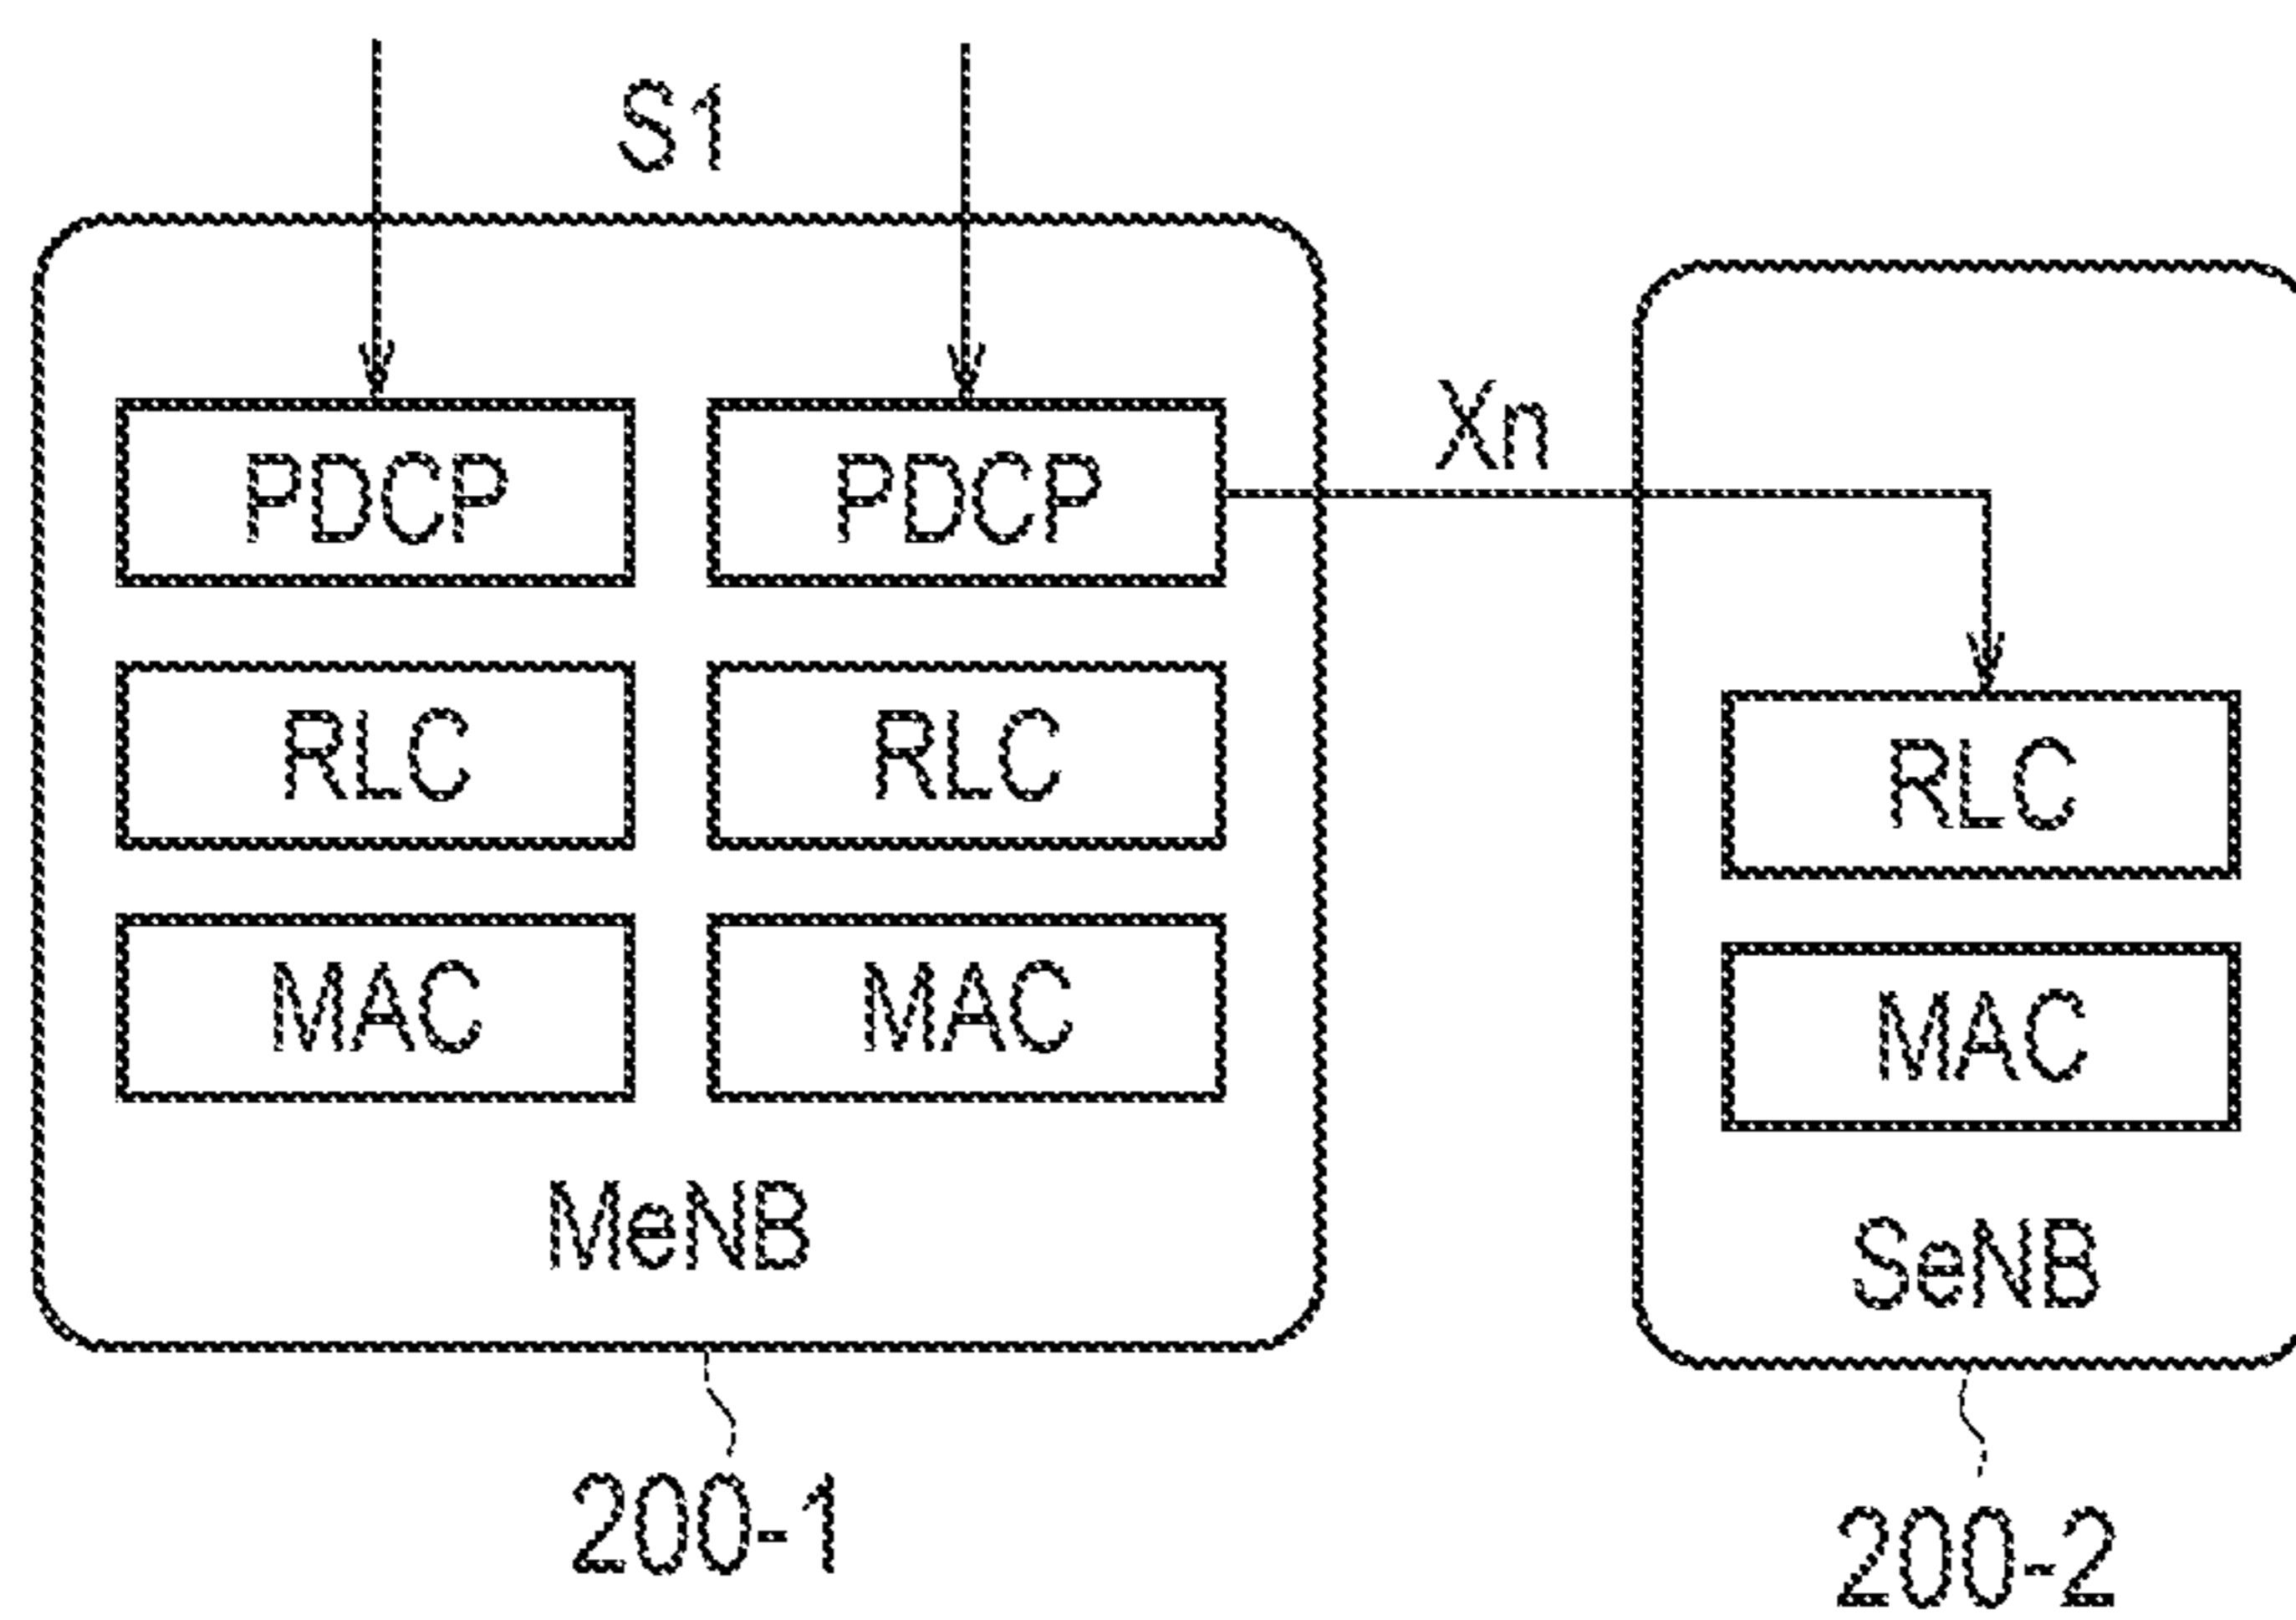 S1
PDCP PDCP Xn
RLC RLC RLC
MAC MAC MAC
MeNB SeNB
200-1 200-2